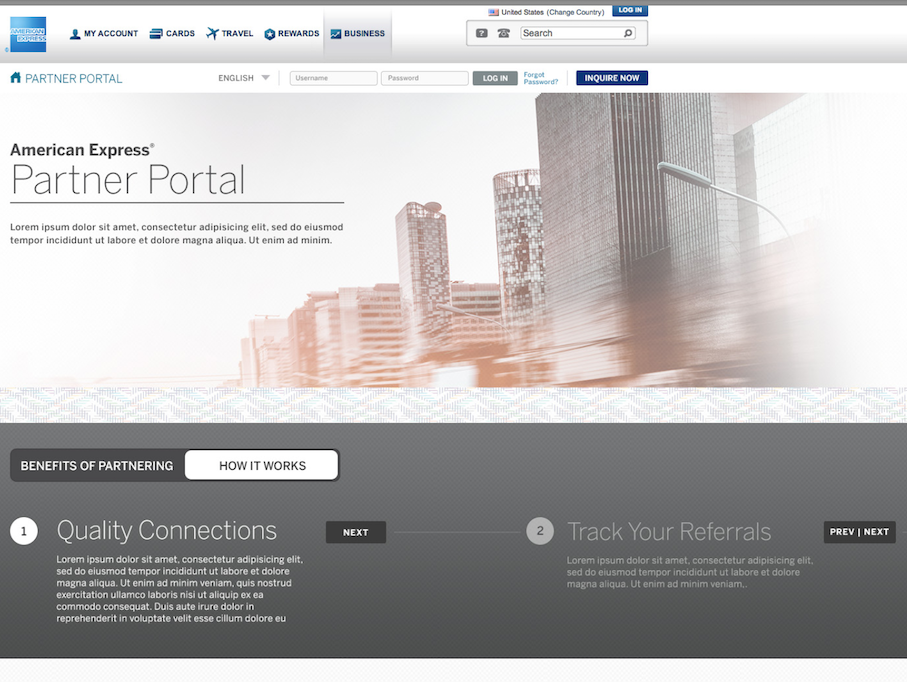 United States (Change Country)
LOG IN
AMERICAN
EXPRESS
®
MY ACCOUNT
CARDS
TRAVEL
REWARDS
BUSINESS
?
Search
PARTNER PORTAL
ENGLISH
Username
Password
LOG IN
Forgot
Password?
INQUIRE NOW
American Express®
Partner Portal
Lorem ipsum dolor sit amet, consectetur adipisicing elit, sed do eiusmod
tempor incididunt ut labore et dolore magna aliqua. Ut enim ad minim.
BENEFITS OF PARTNERING
HOW IT WORKS
1
Quality Connections
NEXT
Lorem ipsum dolor sit amet, consectetur adipisicing elit,
sed do eiusmod tempor incididunt ut labore et dolore
magna aliqua. Ut enim ad minim veniam, quis nostrud
exercitation ullamco laboris nisi ut aliquip ex ea
commodo consequat. Duis aute irure dolor in
reprehenderit in voluptate velit esse cillum dolore eu
2
Track Your Referrals
PREV | NEXT
Lorem ipsum dolor sit amet, consectetur adipisicing elit,
sed do eiusmod tempor incididunt ut labore et dolore
magna aliqua. Ut enim ad minim veniam,.